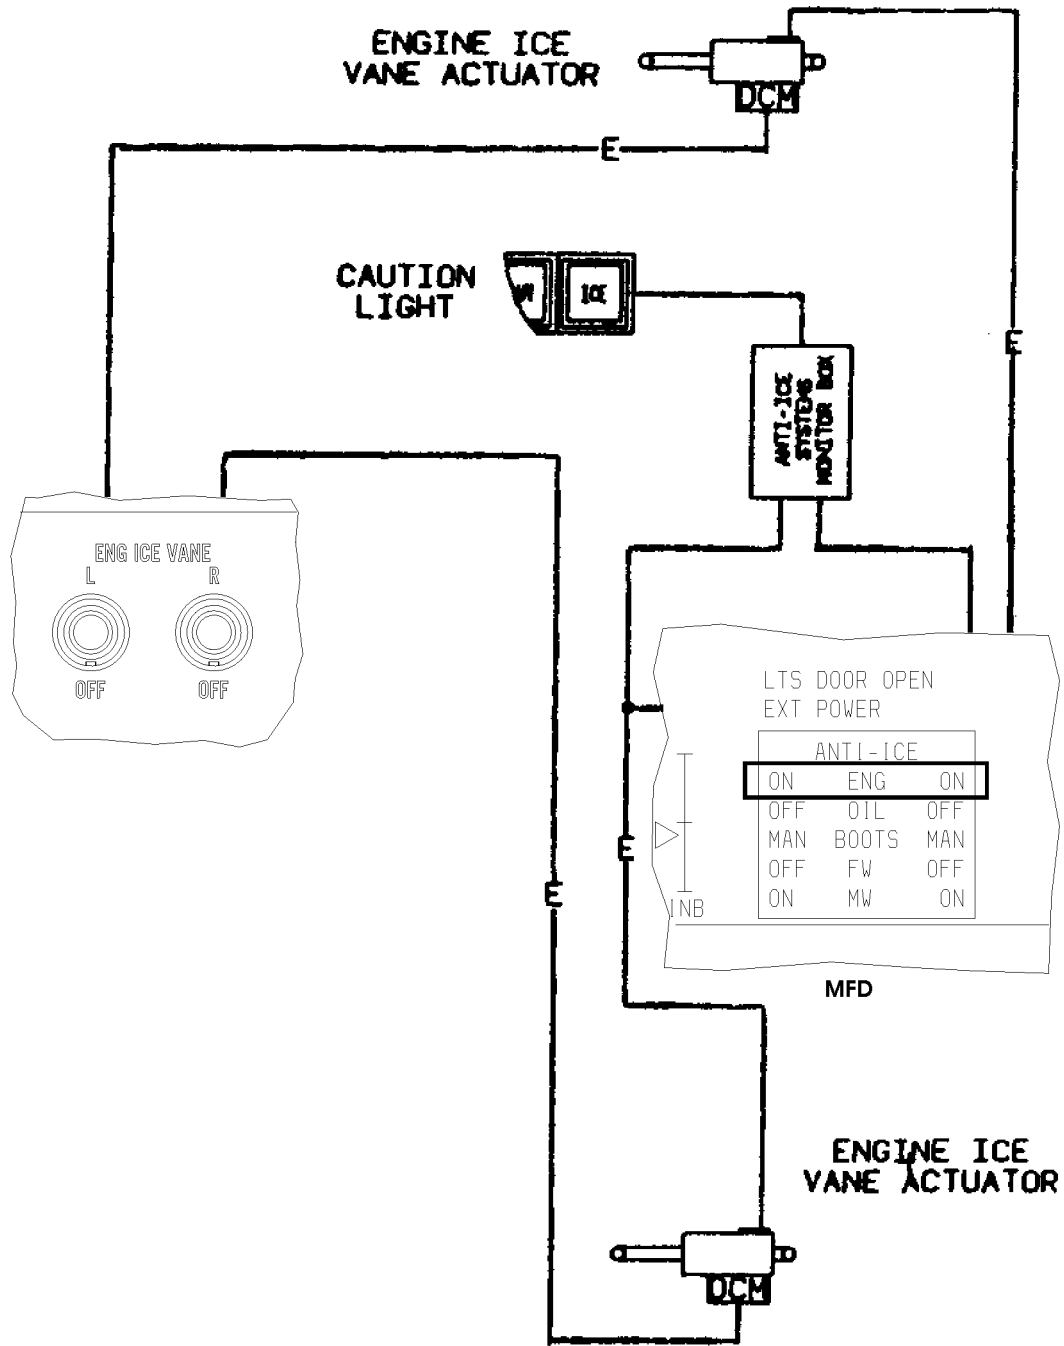 ENGINE ICE
VANE ACTUATOR
DCM
E
CAUTION
LIGHT
ICE
E
ANTI-ICE
SYSTEMS
MONITOR BOX
ENG ICE VANE
L R
OFF OFF
LTS DOOR OPEN
EXT POWER
ANTI-ICE
ON ENG ON
OFF OIL OFF
MAN BOOTS MAN
OFF FW OFF
ON MW ON
E
E
INB
MFD
ENGINE ICE
VANE ACTUATOR
DCM